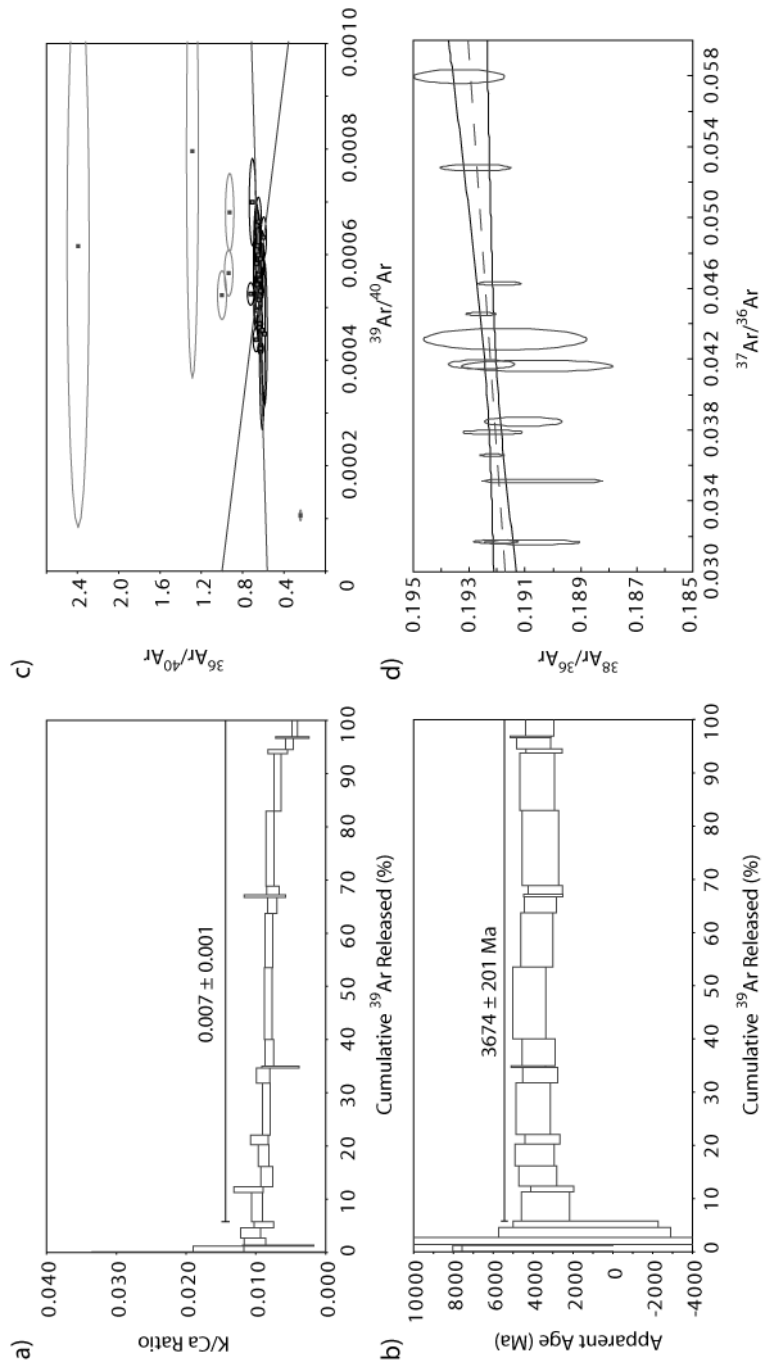 a)
K/Ca Ratio
0.040
0.030
0.020
0.010
0.000
0.007 ± 0.001
0 10 20 30 40 50 60 70 80 90 100
Cumulative ³⁹Ar Released (%)
b)
Apparent Age (Ma)
10000
8000
6000
4000
2000
0
-2000
-4000
3674 ± 201 Ma
0 10 20 30 40 50 60 70 80 90 100
Cumulative ³⁹Ar Released (%)
c)
³⁶Ar/⁴⁰Ar
2.4
2.0
1.6
1.2
0.8
0.4
0 0.0002 0.0004 0.0006 0.0008 0.0010
³⁹Ar/⁴⁰Ar
d)
³⁸Ar/³⁶Ar
0.195
0.193
0.191
0.189
0.187
0.185
0.030 0.034 0.038 0.042 0.046 0.050 0.054 0.058
³⁷Ar/³⁶Ar